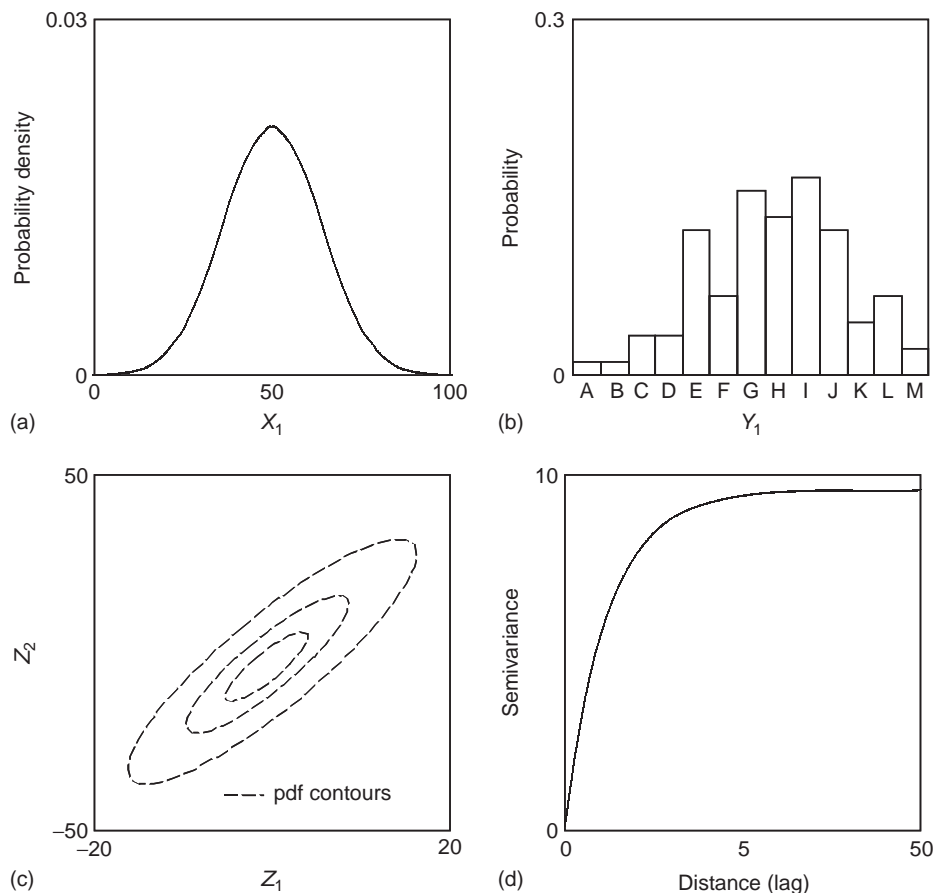 0.03
Probability density
0
0
50
100
X₁
(a)
0.3
Probability
0
A B C D E F G H I J K L M
Y₁
(b)
50
Z₂
−50
−20
20
pdf contours
Z₁
(c)
10
Semivariance
0
0
5
50
Distance (lag)
(d)